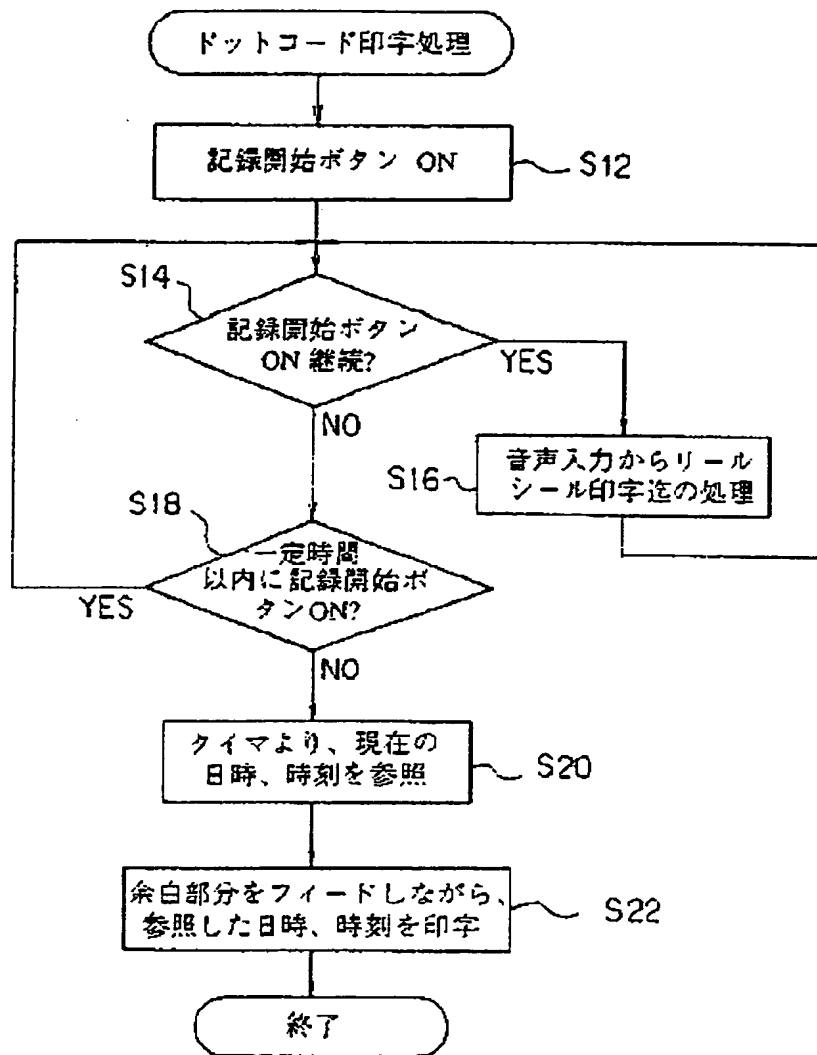 ドットコード印字処理
記録開始ボタン ON
S12
S14
記録開始ボタン
ON 継続?
YES
NO
S16
音声入力からリール
シール印字迄の処理
S18
一定時間
以内に記録開始ボ
タンON?
YES
NO
タイマより、現在の
日時、時刻を参照
S20
余白部分をフィードしながら、
参照した日時、時刻を印字
S22
終了